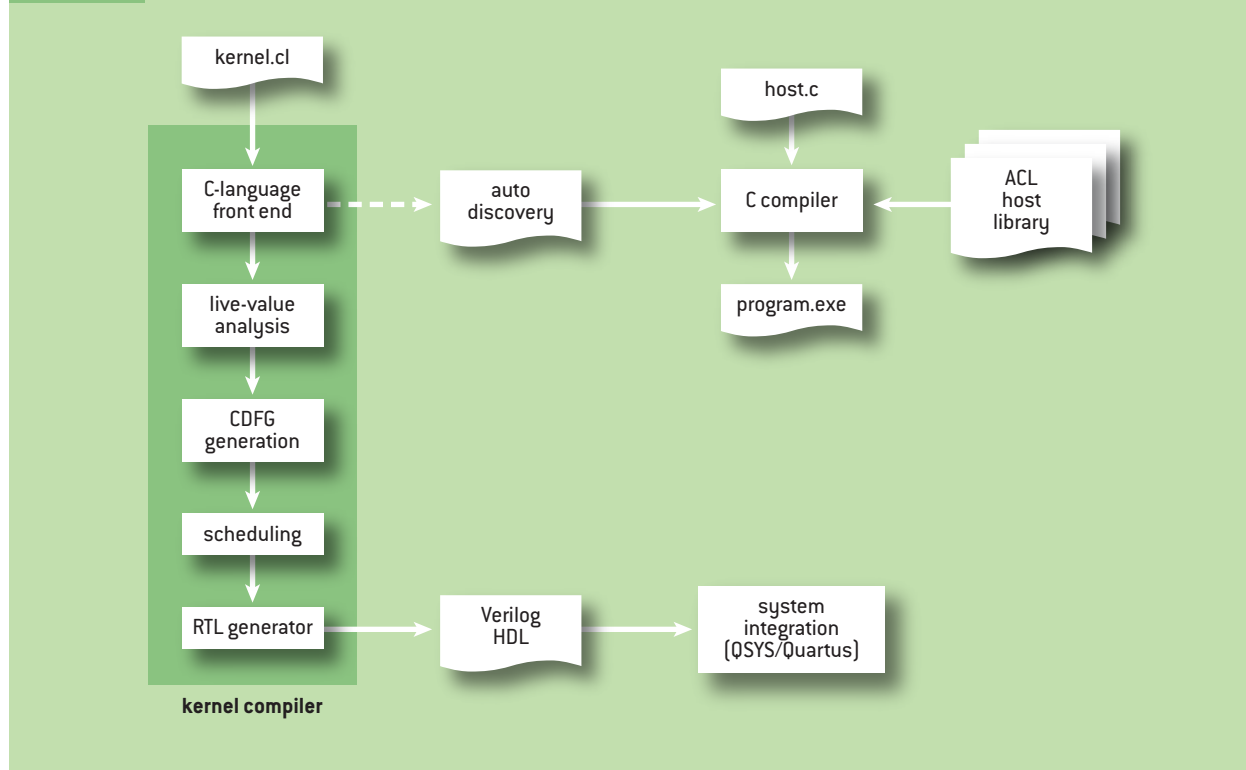 kernel.cl
host.c
C-language
front end
auto
discovery
C compiler
ACL
host
library
live-value
analysis
program.exe
CDFG
generation
scheduling
RTL generator
Verilog
HDL
system
integration
(QSYS/Quartus)
kernel compiler